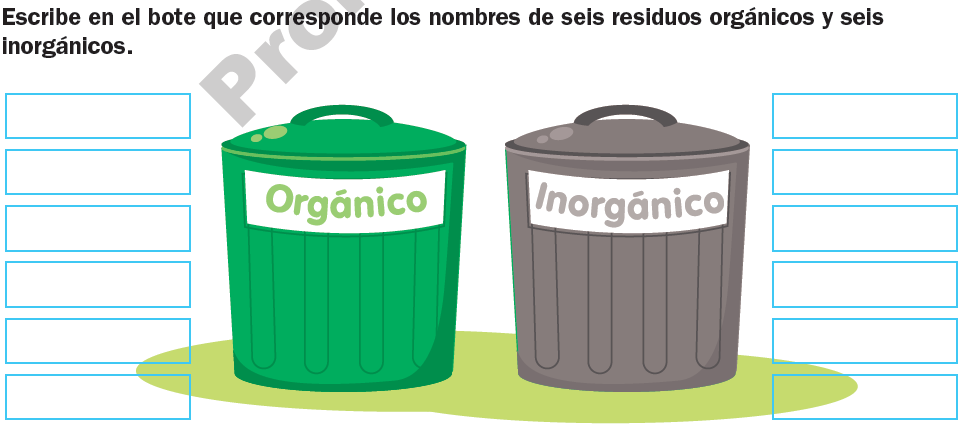 Escribe en el bote que corresponde los nombres de seis residuos orgánicos y seis
inorgánicos.
Orgánico
Inorgánico